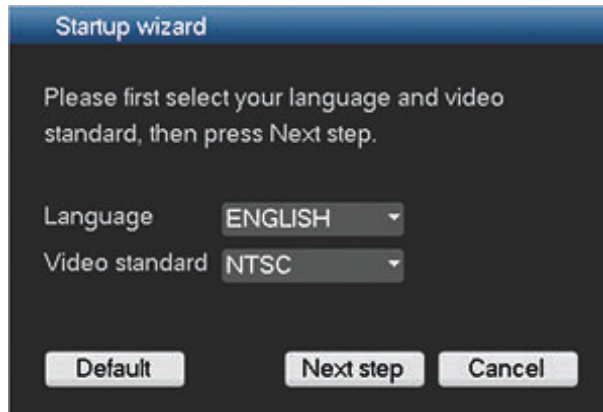 Startup wizard
Please first select your language and video
standard, then press Next step.
Language ENGLISH
Video standard NTSC
Default Next step Cancel